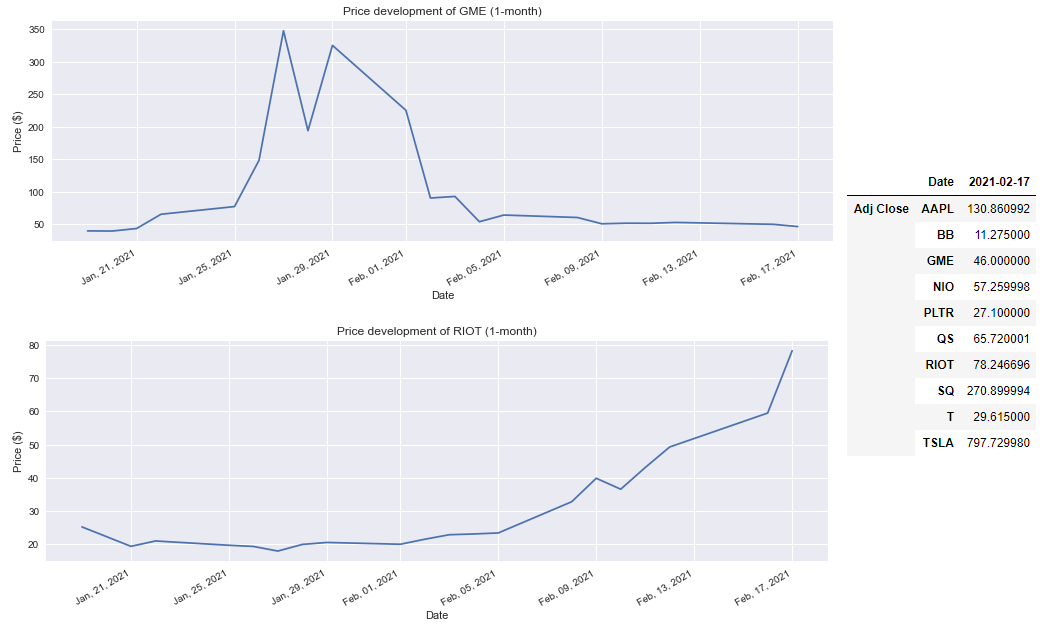 Price development of GME (1-month)
350
300
250
200
150
100
50
Price ($)
Jan, 21, 2021
Jan, 25, 2021
Jan, 29, 2021
Feb, 01, 2021
Feb, 05, 2021
Feb, 09, 2021
Feb, 13, 2021
Feb, 17, 2021
Date
Price development of RIOT (1-month)
80
70
60
50
40
30
20
Price ($)
Jan, 21, 2021
Jan, 25, 2021
Jan, 29, 2021
Feb, 01, 2021
Feb, 05, 2021
Feb, 09, 2021
Feb, 13, 2021
Feb, 17, 2021
Date
Date 2021-02-17
Adj Close AAPL 130.860992
BB 11.275000
GME 46.000000
NIO 57.259998
PLTR 27.100000
QS 65.720001
RIOT 78.246696
SQ 270.899994
T 29.615000
TSLA 797.729980